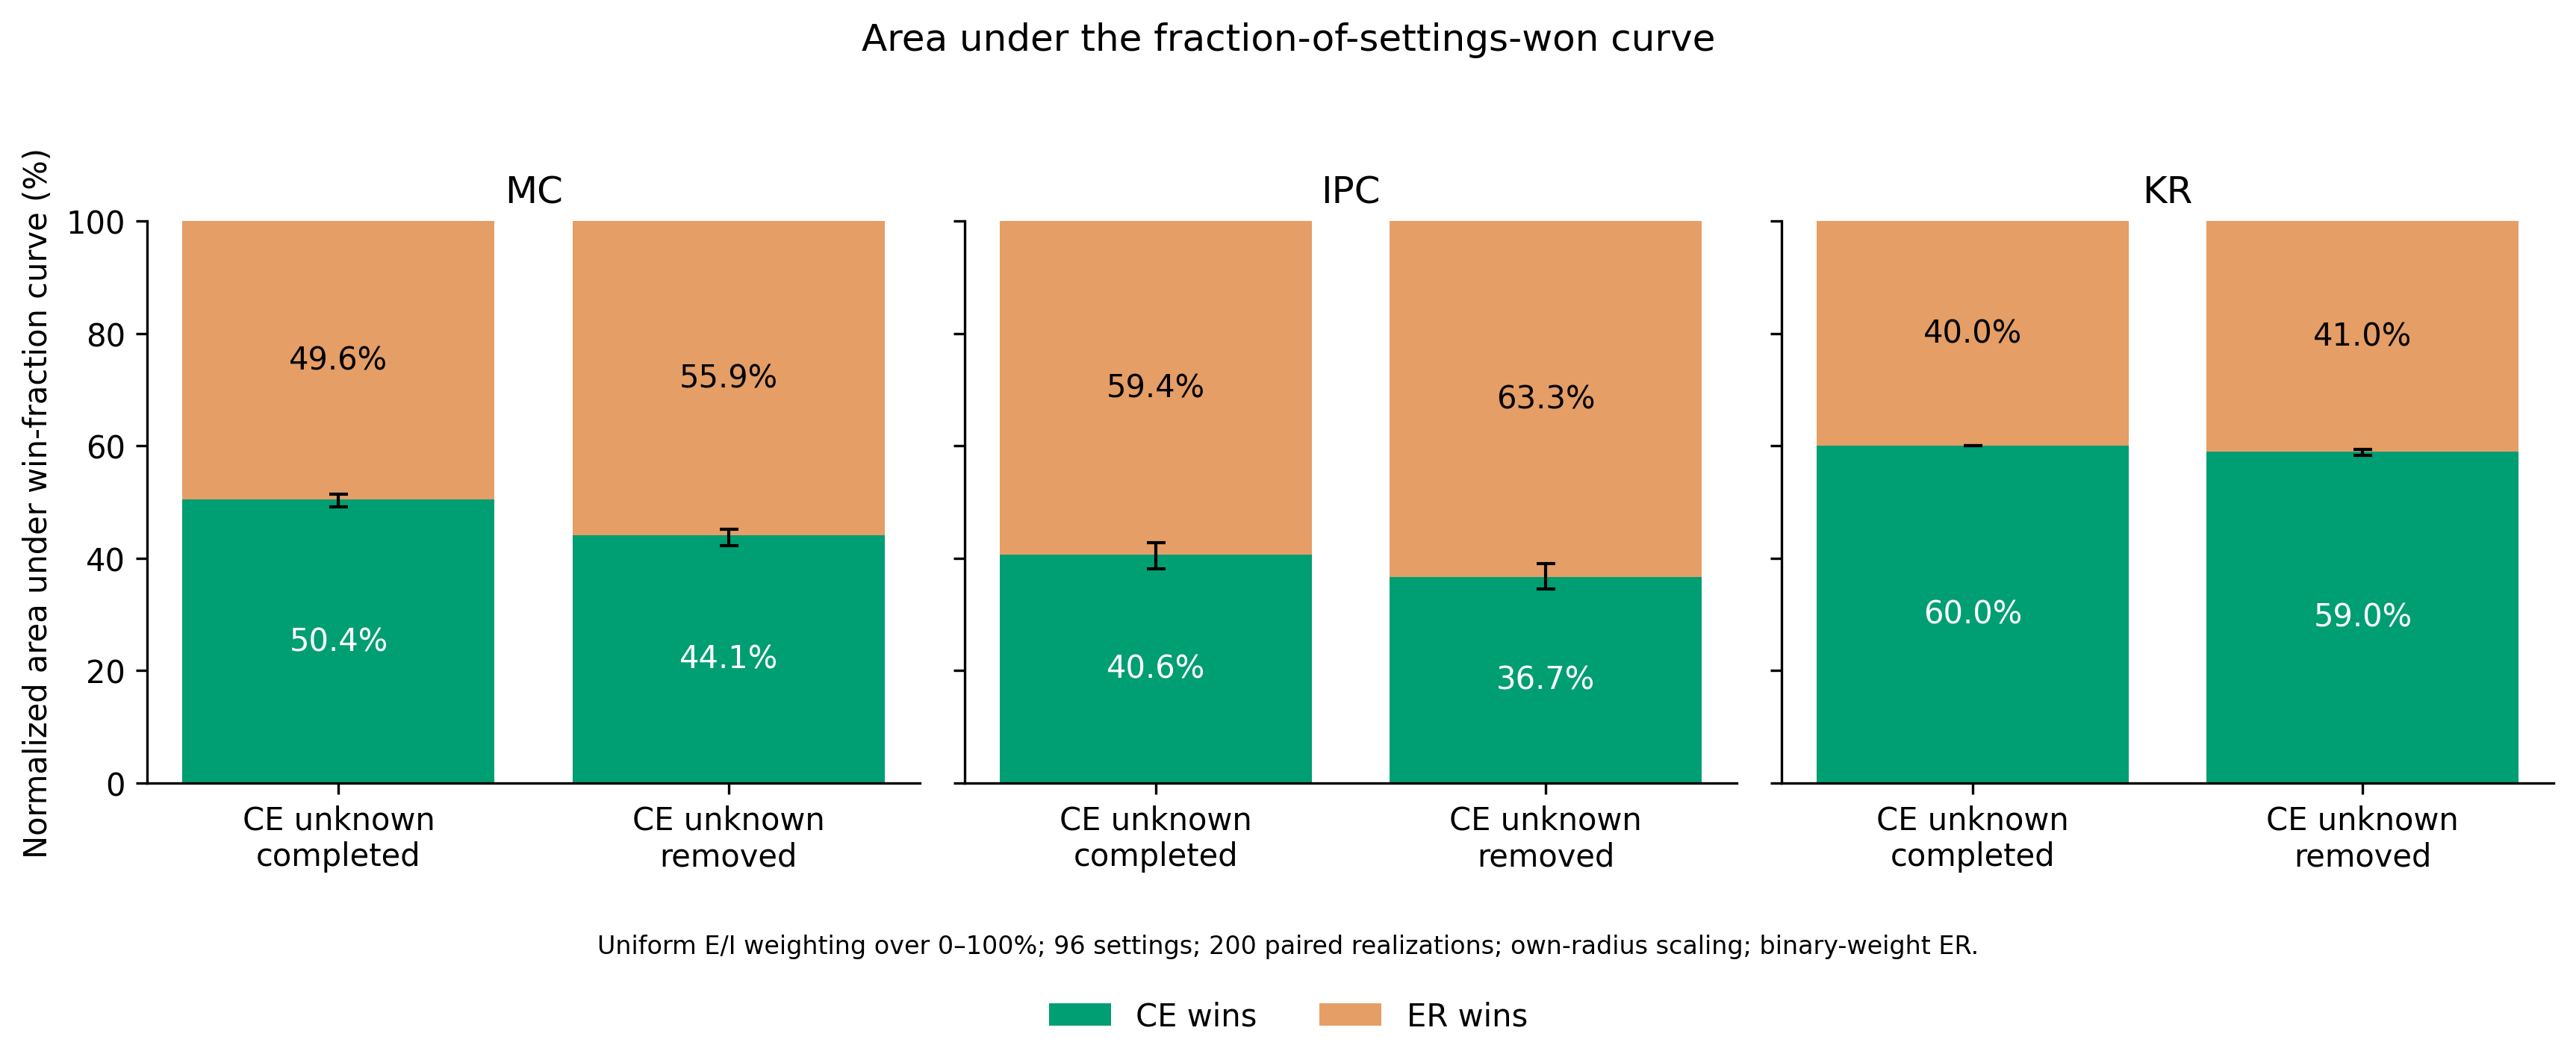 Area under the fraction-of-settings-won curve
Normalized area under win-fraction curve (%)
MC
IPC
KR
100
80
60
40
20
0
49.6%
55.9%
50.4%
44.1%
59.4%
63.3%
40.6%
36.7%
40.0%
41.0%
60.0%
59.0%
CE unknown
completed
CE unknown
removed
CE unknown
completed
CE unknown
removed
CE unknown
completed
CE unknown
removed
Uniform E/I weighting over 0–100%; 96 settings; 200 paired realizations; own-radius scaling; binary-weight ER.
CE wins
ER wins